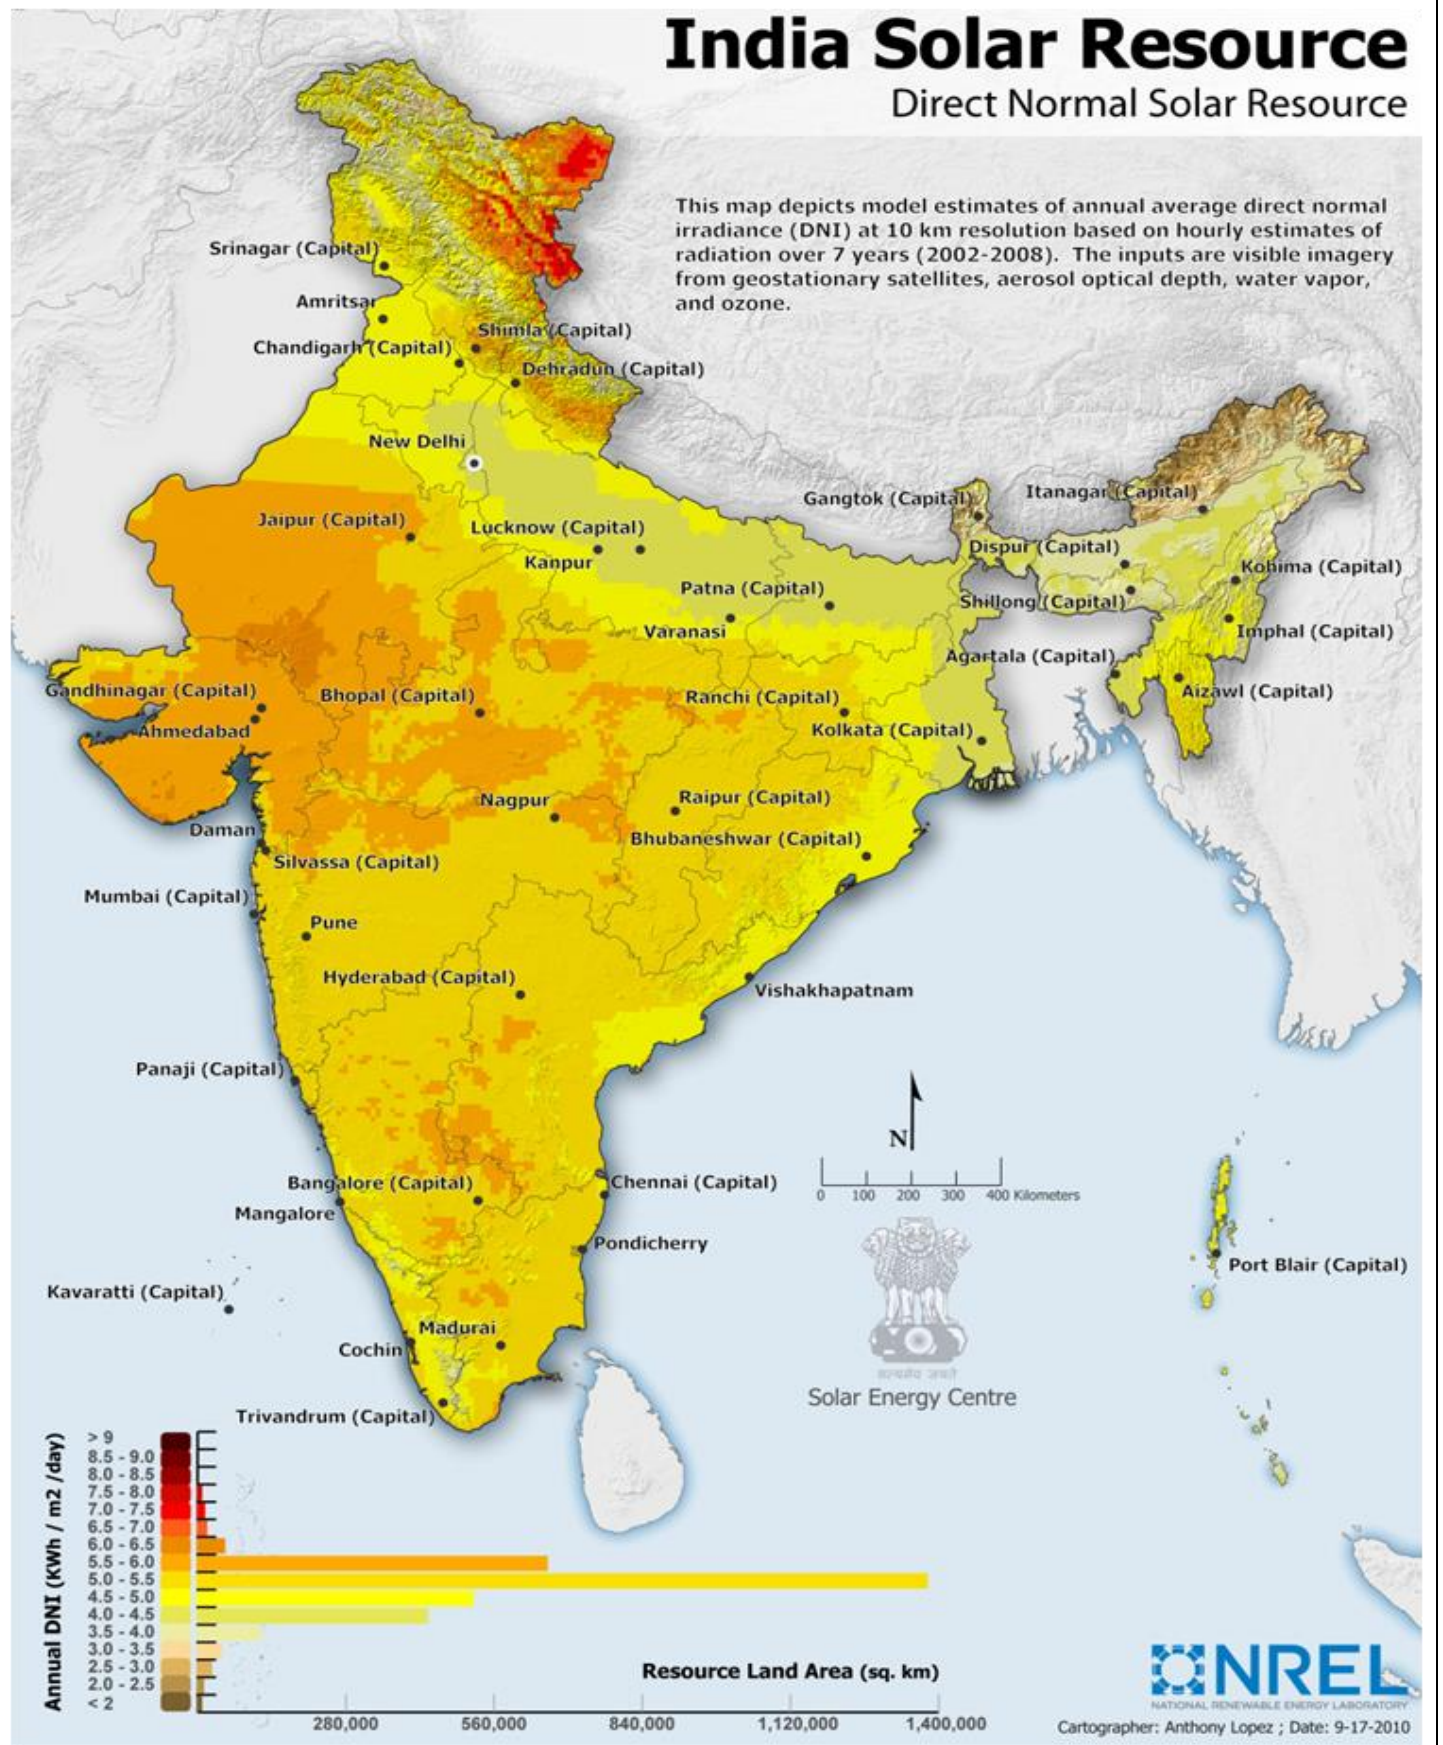 India Solar Resource
Direct Normal Solar Resource
This map depicts model estimates of annual average direct normal
irradiance (DNI) at 10 km resolution based on hourly estimates of
radiation over 7 years (2002-2008). The inputs are visible imagery
from geostationary satellites, aerosol optical depth, water vapor,
and ozone.
Srinagar (Capital)
Amritsar
Shimla (Capital)
Chandigarh (Capital)
Dehradun (Capital)
New Delhi
Gangtok (Capital)
Itanagar (Capital)
Jaipur (Capital)
Lucknow (Capital)
Kanpur
Dispur (Capital)
Kohima (Capital)
Patna (Capital)
Shillong (Capital)
Varanasi
Imphal (Capital)
Agartala (Capital)
Gandhinagar (Capital)
Bhopal (Capital)
Ranchi (Capital)
Aizawl (Capital)
Ahmedabad
Kolkata (Capital)
Nagpur
Raipur (Capital)
Daman
Bhubaneshwar (Capital)
Silvassa (Capital)
Mumbai (Capital)
Pune
Hyderabad (Capital)
Vishakhapatnam
Panaji (Capital)
N
Bangalore (Capital)
Chennai (Capital)
0 100 200 300 400 Kilometers
Mangalore
Pondicherry
Port Blair (Capital)
Kavaratti (Capital)
Madurai
Cochin
सत्यमेव जयते
Solar Energy Centre
Trivandrum (Capital)
Annual DNI (KWh / m2 /day)
> 9
8.5 - 9.0
8.0 - 8.5
7.5 - 8.0
7.0 - 7.5
6.5 - 7.0
6.0 - 6.5
5.5 - 6.0
5.0 - 5.5
4.5 - 5.0
4.0 - 4.5
3.5 - 4.0
3.0 - 3.5
2.5 - 3.0
2.0 - 2.5
< 2
Resource Land Area (sq. km)
280,000 560,000 840,000 1,120,000 1,400,000
NREL
NATIONAL RENEWABLE ENERGY LABORATORY
Cartographer: Anthony Lopez ; Date: 9-17-2010